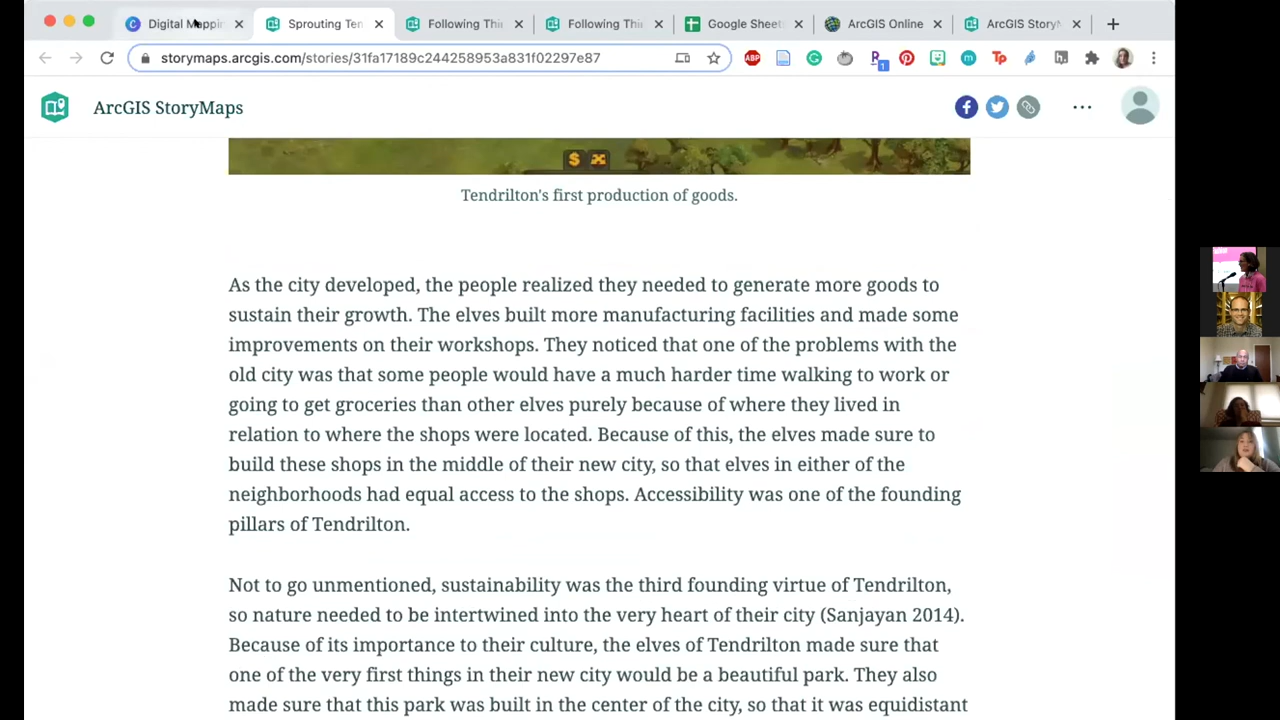 Digital Mappin
Sprouting Ten
Following Thi
Following Thi
Google Sheet
ArcGIS Online
ArcGIS StoryM
storymaps.arcgis.com/stories/31fa17189c244258953a831f02297e87
ABP
1
m
Tp
ArcGIS StoryMaps
Tendrilton's first production of goods.
As the city developed, the people realized they needed to generate more goods to
sustain their growth. The elves built more manufacturing facilities and made some
improvements on their workshops. They noticed that one of the problems with the
old city was that some people would have a much harder time walking to work or
going to get groceries than other elves purely because of where they lived in
relation to where the shops were located. Because of this, the elves made sure to
build these shops in the middle of their new city, so that elves in either of the
neighborhoods had equal access to the shops. Accessibility was one of the founding
pillars of Tendrilton.
Not to go unmentioned, sustainability was the third founding virtue of Tendrilton,
so nature needed to be intertwined into the very heart of their city (Sanjayan 2014).
Because of its importance to their culture, the elves of Tendrilton made sure that
one of the very first things in their new city would be a beautiful park. They also
made sure that this park was built in the center of the city, so that it was equidistant